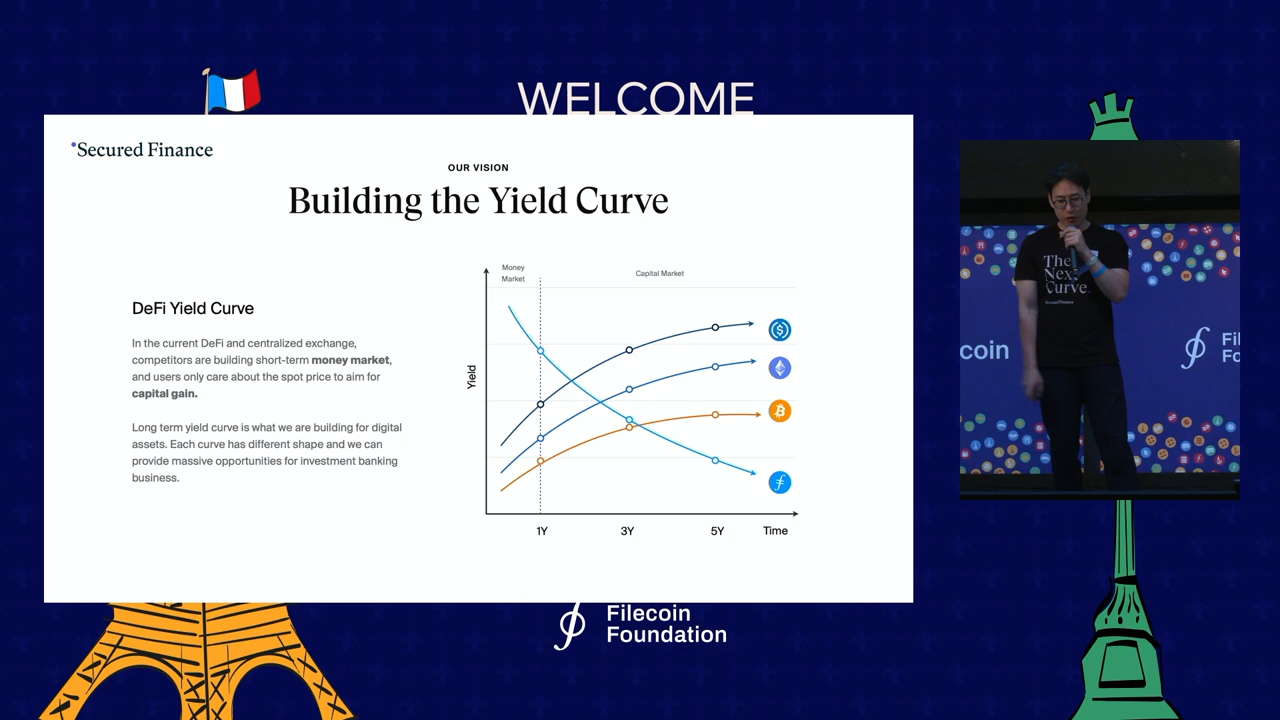 WELCOME
Secured Finance
OUR VISION
Building the Yield Curve
DeFi Yield Curve
In the current DeFi and centralized exchange,
competitors are building short-term money market,
and users only care about the spot price to aim for
capital gain.
Long term yield curve is what we are building for digital
assets. Each curve has different shape and we can
provide massive opportunities for investment banking
business.
Money
Market
Capital Market
Yield
1Y
3Y
5Y
Time
The
Next
Curve.
SecuredFinance
coin
Fil
Fo
Filecoin
Foundation